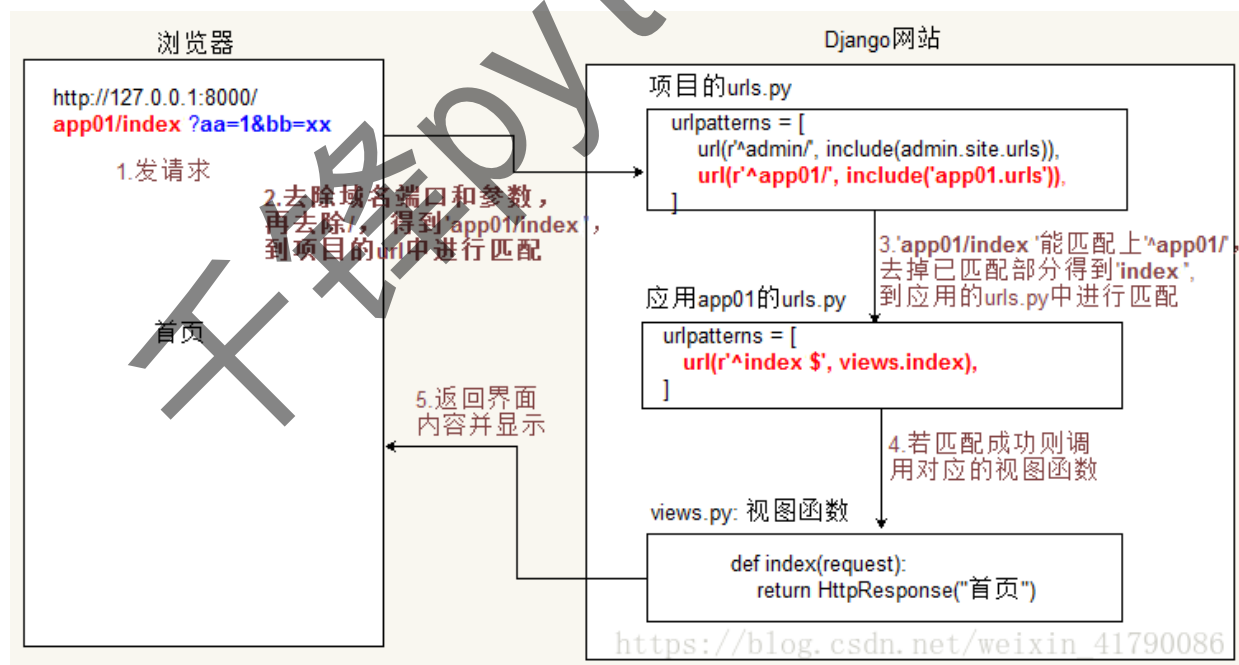 浏览器
http://127.0.0.1:8000/
app01/index ?aa=1&bb=xx
1.发请求
2.去除域名端口和参数，
再去除/，得到'app01/index '，
到项目的url中进行匹配
首页
5.返回界面
内容并显示
Django网站
项目的urls.py
urlpatterns = [
url(r'^admin/', include(admin.site.urls)),
url(r'^app01/', include('app01.urls')),
]
3.'app01/index '能匹配上'^app01/',
去掉已匹配部分得到'index ',
到应用的urls.py中进行匹配
应用app01的urls.py
urlpatterns = [
url(r'^index $', views.index),
]
4.若匹配成功则调
用对应的视图函数
views.py: 视图函数
def index(request):
return HttpResponse("首页")
千锋pyt
https://blog.csdn.net/weixin_41790086